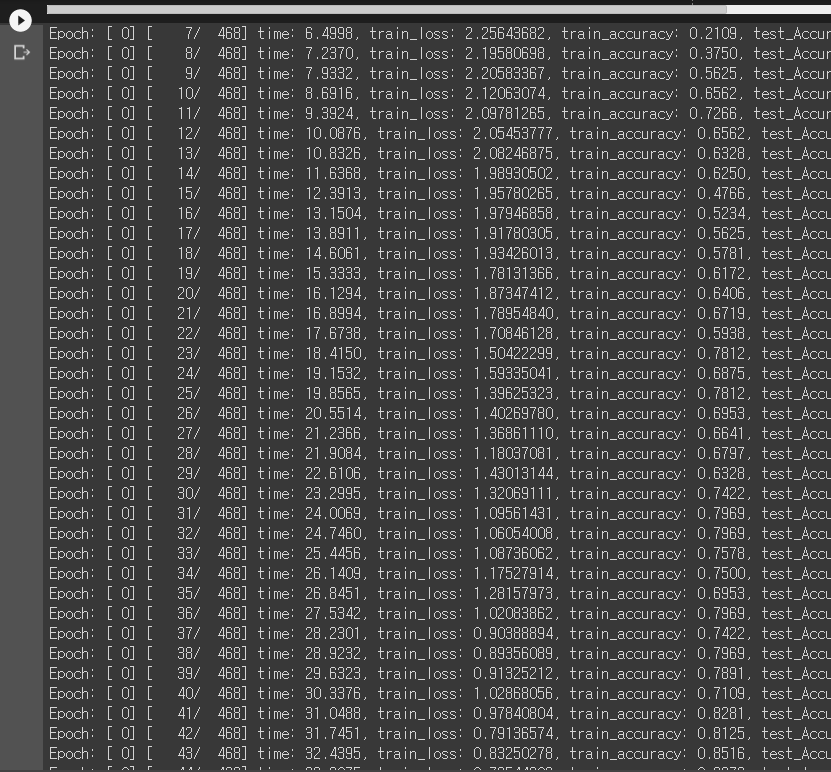 Epoch: [ 0] [ 7/ 468] time: 6.4998, train_loss: 2.25643682, train_accuracy: 0.2109, test_Accur
Epoch: [ 0] [ 8/ 468] time: 7.2370, train_loss: 2.19580698, train_accuracy: 0.3750, test_Accur
Epoch: [ 0] [ 9/ 468] time: 7.9332, train_loss: 2.20583367, train_accuracy: 0.5625, test_Accur
Epoch: [ 0] [ 10/ 468] time: 8.6916, train_loss: 2.12063074, train_accuracy: 0.6562, test_Accur
Epoch: [ 0] [ 11/ 468] time: 9.3924, train_loss: 2.09781265, train_accuracy: 0.7266, test_Accur
Epoch: [ 0] [ 12/ 468] time: 10.0876, train_loss: 2.05453777, train_accuracy: 0.6562, test_Accu
Epoch: [ 0] [ 13/ 468] time: 10.8326, train_loss: 2.08246875, train_accuracy: 0.6328, test_Accu
Epoch: [ 0] [ 14/ 468] time: 11.6368, train_loss: 1.98930502, train_accuracy: 0.6250, test_Accu
Epoch: [ 0] [ 15/ 468] time: 12.3913, train_loss: 1.95780265, train_accuracy: 0.4766, test_Accu
Epoch: [ 0] [ 16/ 468] time: 13.1504, train_loss: 1.97946858, train_accuracy: 0.5234, test_Accu
Epoch: [ 0] [ 17/ 468] time: 13.8911, train_loss: 1.91780305, train_accuracy: 0.5625, test_Accu
Epoch: [ 0] [ 18/ 468] time: 14.6061, train_loss: 1.93426013, train_accuracy: 0.5781, test_Accu
Epoch: [ 0] [ 19/ 468] time: 15.3333, train_loss: 1.78131366, train_accuracy: 0.6172, test_Accu
Epoch: [ 0] [ 20/ 468] time: 16.1294, train_loss: 1.87347412, train_accuracy: 0.6406, test_Accu
Epoch: [ 0] [ 21/ 468] time: 16.8994, train_loss: 1.78954840, train_accuracy: 0.6719, test_Accu
Epoch: [ 0] [ 22/ 468] time: 17.6738, train_loss: 1.70846128, train_accuracy: 0.5938, test_Accu
Epoch: [ 0] [ 23/ 468] time: 18.4150, train_loss: 1.50422299, train_accuracy: 0.7812, test_Accu
Epoch: [ 0] [ 24/ 468] time: 19.1532, train_loss: 1.59335041, train_accuracy: 0.6875, test_Accu
Epoch: [ 0] [ 25/ 468] time: 19.8565, train_loss: 1.39625323, train_accuracy: 0.7812, test_Accu
Epoch: [ 0] [ 26/ 468] time: 20.5514, train_loss: 1.40269780, train_accuracy: 0.6953, test_Accu
Epoch: [ 0] [ 27/ 468] time: 21.2366, train_loss: 1.36861110, train_accuracy: 0.6641, test_Accu
Epoch: [ 0] [ 28/ 468] time: 21.9084, train_loss: 1.18037081, train_accuracy: 0.6797, test_Accu
Epoch: [ 0] [ 29/ 468] time: 22.6106, train_loss: 1.43013144, train_accuracy: 0.6328, test_Accu
Epoch: [ 0] [ 30/ 468] time: 23.2995, train_loss: 1.32069111, train_accuracy: 0.7422, test_Accu
Epoch: [ 0] [ 31/ 468] time: 24.0069, train_loss: 1.09561431, train_accuracy: 0.7969, test_Accu
Epoch: [ 0] [ 32/ 468] time: 24.7460, train_loss: 1.06054008, train_accuracy: 0.7969, test_Accu
Epoch: [ 0] [ 33/ 468] time: 25.4456, train_loss: 1.08736062, train_accuracy: 0.7578, test_Accu
Epoch: [ 0] [ 34/ 468] time: 26.1409, train_loss: 1.17527914, train_accuracy: 0.7500, test_Accu
Epoch: [ 0] [ 35/ 468] time: 26.8451, train_loss: 1.28157973, train_accuracy: 0.6953, test_Accu
Epoch: [ 0] [ 36/ 468] time: 27.5342, train_loss: 1.02083862, train_accuracy: 0.7969, test_Accu
Epoch: [ 0] [ 37/ 468] time: 28.2301, train_loss: 0.90388894, train_accuracy: 0.7422, test_Accu
Epoch: [ 0] [ 38/ 468] time: 28.9232, train_loss: 0.89356089, train_accuracy: 0.7969, test_Accu
Epoch: [ 0] [ 39/ 468] time: 29.6323, train_loss: 0.91325212, train_accuracy: 0.7891, test_Accu
Epoch: [ 0] [ 40/ 468] time: 30.3376, train_loss: 1.02868056, train_accuracy: 0.7109, test_Accu
Epoch: [ 0] [ 41/ 468] time: 31.0488, train_loss: 0.97840804, train_accuracy: 0.8281, test_Accu
Epoch: [ 0] [ 42/ 468] time: 31.7451, train_loss: 0.79136574, train_accuracy: 0.8125, test_Accu
Epoch: [ 0] [ 43/ 468] time: 32.4395, train_loss: 0.83250278, train_accuracy: 0.8516, test_Accu